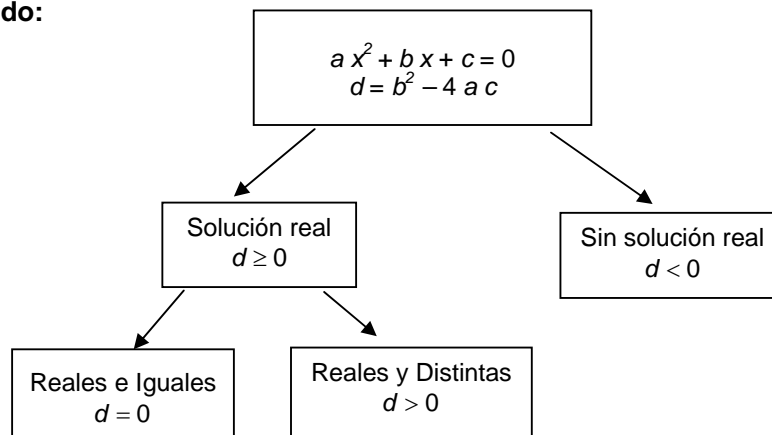 do:
a x² + b x + c = 0
d = b² – 4 a c
Solución real
d ≥ 0
Sin solución real
d < 0
Reales e Iguales
d = 0
Reales y Distintas
d > 0